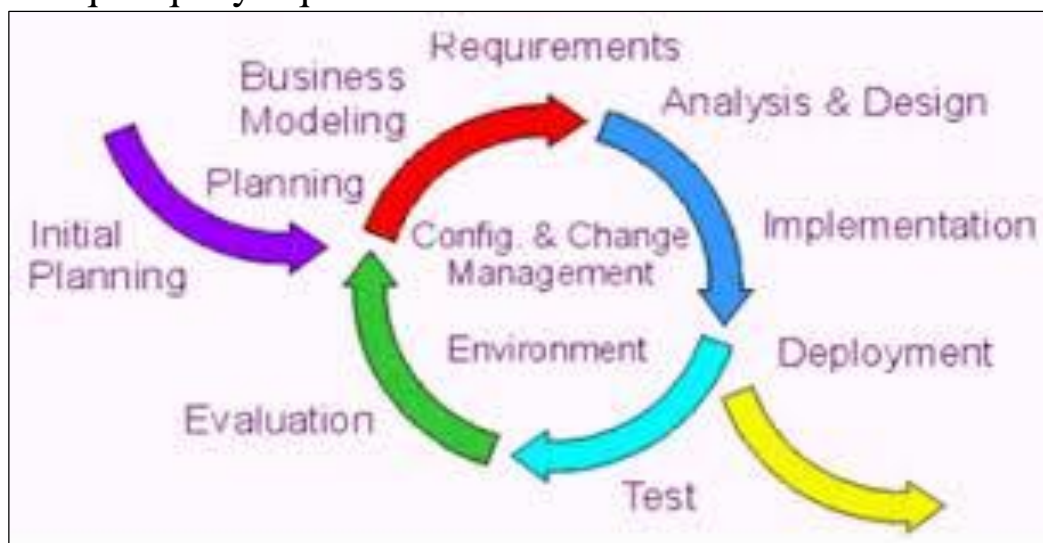 Requirements
Business
Modeling
Analysis & Design
Planning
Initial
Planning
Config. & Change
Management
Implementation
Environment
Deployment
Evaluation
Test